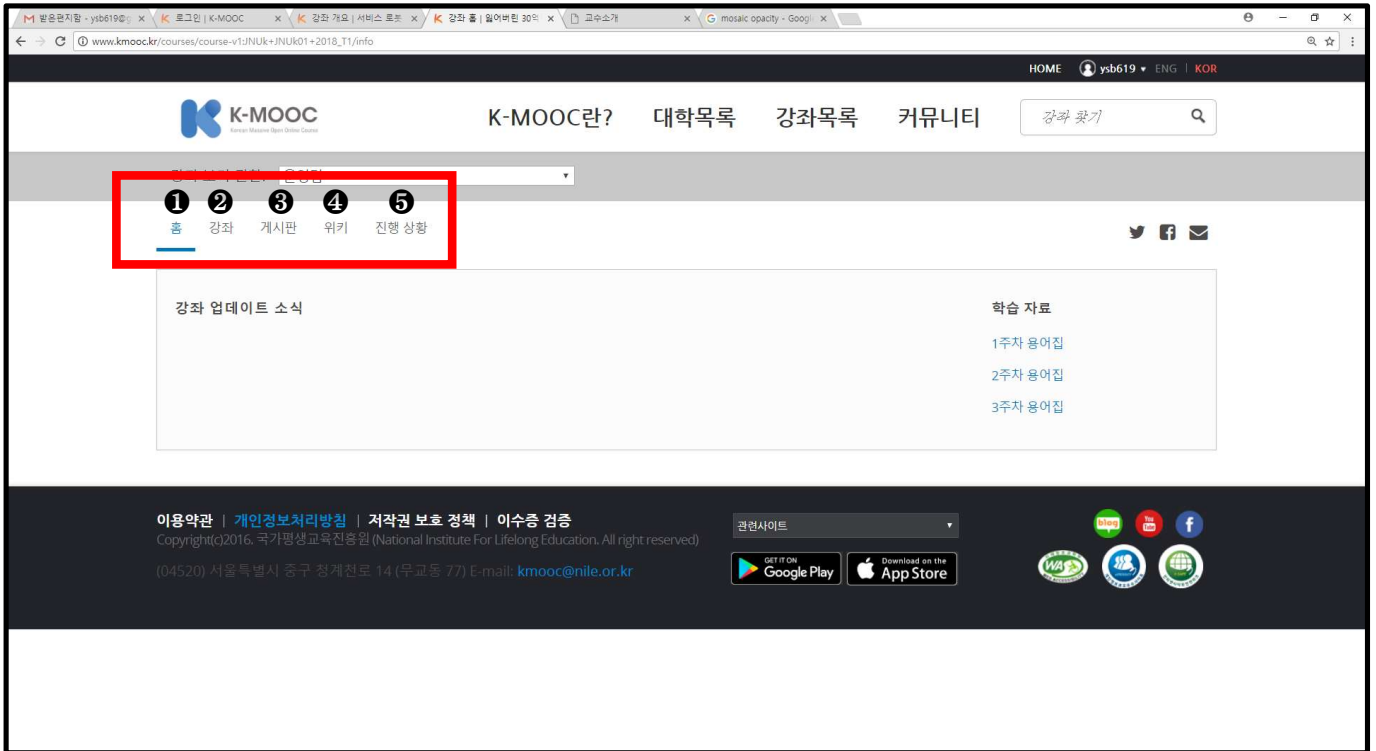 받은편지함 - ysb619@g
로그인 | K-MOOC
강좌 개요 | 서비스 로봇
강좌 홈 | 잃어버린 30억
교수소개
mosaic opacity - Googl
www.kmooc.kr/courses/course-v1:JNUk+JNUk01+2018_T1/info
HOME ysb619 ▾ ENG | KOR
K-MOOC
Korean Massive Open Online Course
K-MOOC란? 대학목록 강좌목록 커뮤니티
강좌 찾기
❶ ❷ ❸ ❹ ❺
홈 강좌 게시판 위키 진행 상황
강좌 업데이트 소식
학습 자료
1주차 용어집
2주차 용어집
3주차 용어집
이용약관 | 개인정보처리방침 | 저작권 보호 정책 | 이수증 검증
Copyright(c)2016. 국가평생교육진흥원 (National Institute For Lifelong Education. All right reserved)
(04520) 서울특별시 중구 청계천로 14 (무교동 77) E-mail: kmooc@nile.or.kr
관련사이트
GET IT ON
Google Play
Download on the
App Store
blog
You
Tube
f
WA